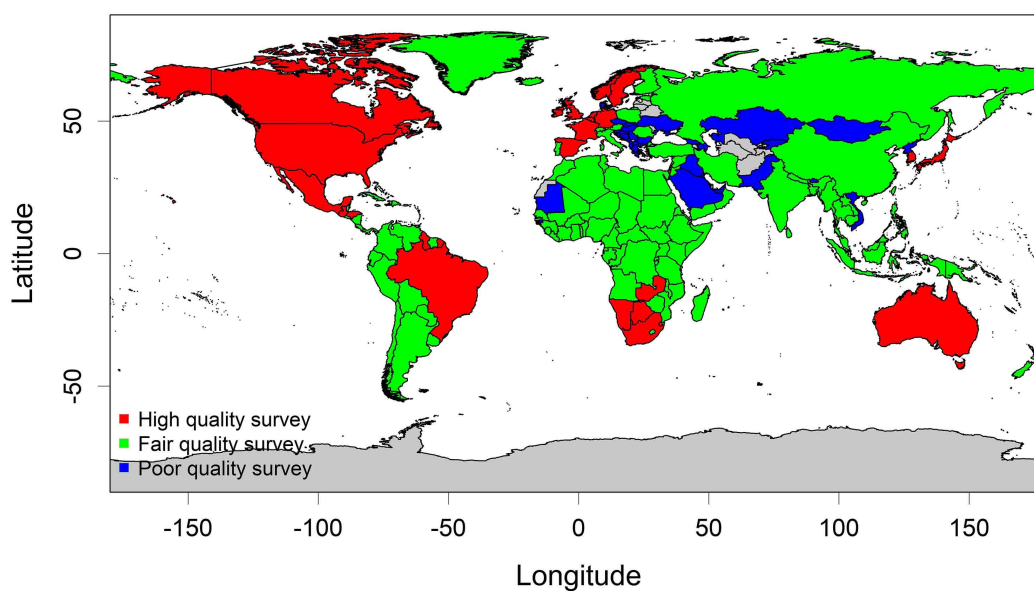 50
0
-50
Latitude
High quality survey
Fair quality survey
Poor quality survey
-150 -100 -50 0 50 100 150
Longitude